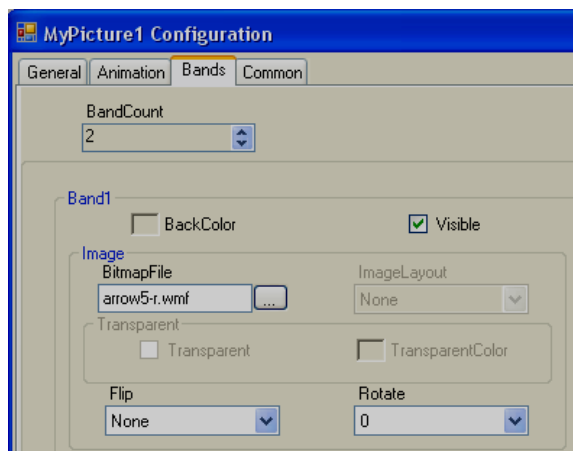 MyPicture1 Configuration
General Animation Bands Common
BandCount
2
Band1
BackColor Visible
Image
BitmapFile ImageLayout
arrow5-r.wmf ... None
Transparent
Transparent TransparentColor
Flip Rotate
None 0